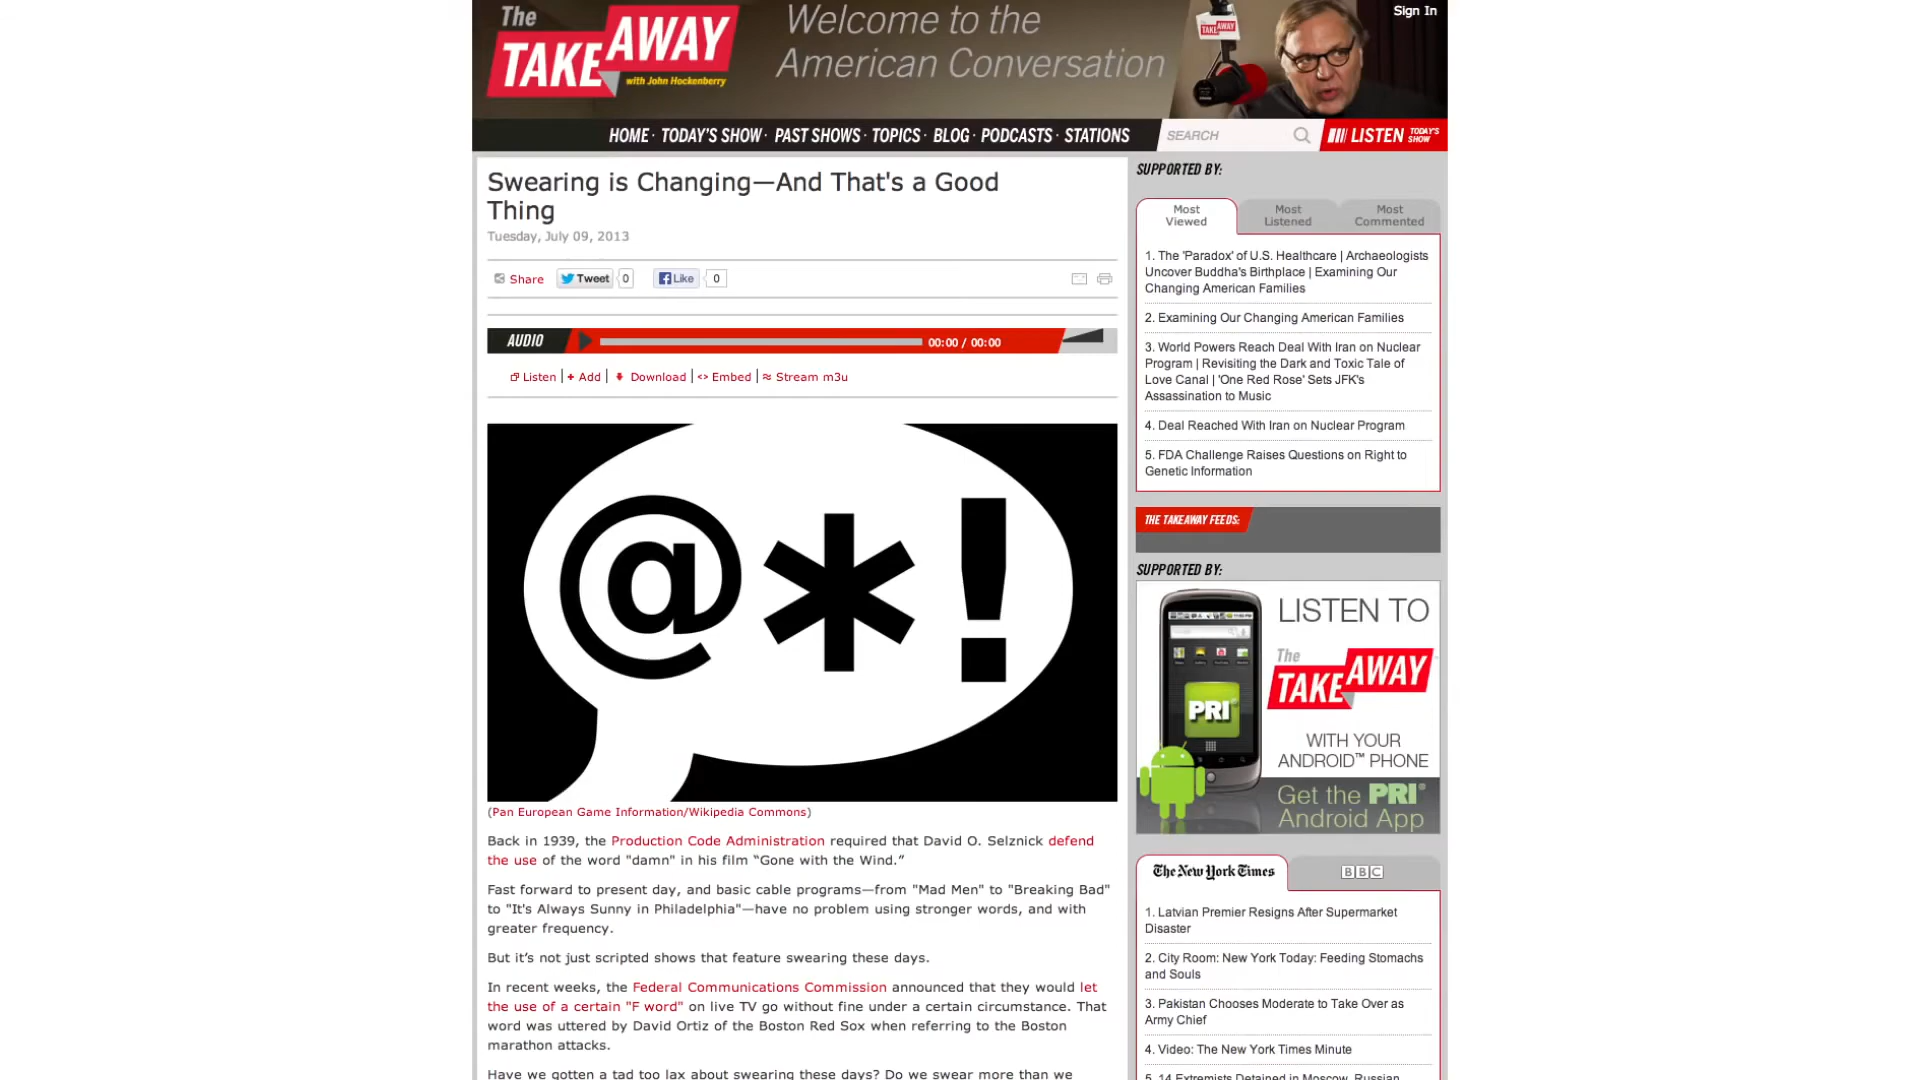 The
TAKE AWAY
with John Hockenberry
Welcome to the
American Conversation
Sign In
HOME · TODAY'S SHOW · PAST SHOWS · TOPICS · BLOG · PODCASTS · STATIONS
SEARCH
LISTEN TODAY'S SHOW
Swearing is Changing—And That's a Good
Thing
Tuesday, July 09, 2013
Share Tweet 0 Like 0
AUDIO 00:00 / 00:00
Listen | + Add | Download | <> Embed | ≈ Stream m3u
@*!
(Pan European Game Information/Wikipedia Commons)
Back in 1939, the Production Code Administration required that David O. Selznick defend
the use of the word "damn" in his film “Gone with the Wind.”
Fast forward to present day, and basic cable programs—from "Mad Men" to "Breaking Bad"
to "It's Always Sunny in Philadelphia"—have no problem using stronger words, and with
greater frequency.
But it’s not just scripted shows that feature swearing these days.
In recent weeks, the Federal Communications Commission announced that they would let
the use of a certain "F word" on live TV go without fine under a certain circumstance. That
word was uttered by David Ortiz of the Boston Red Sox when referring to the Boston
marathon attacks.
Have we gotten a tad too lax about swearing these days? Do we swear more than we
SUPPORTED BY:
Most Viewed
Most Listened
Most Commented
1. The 'Paradox' of U.S. Healthcare | Archaeologists
Uncover Buddha's Birthplace | Examining Our
Changing American Families
2. Examining Our Changing American Families
3. World Powers Reach Deal With Iran on Nuclear
Program | Revisiting the Dark and Toxic Tale of
Love Canal | 'One Red Rose' Sets JFK's
Assassination to Music
4. Deal Reached With Iran on Nuclear Program
5. FDA Challenge Raises Questions on Right to
Genetic Information
THE TAKEAWAY FEEDS:
SUPPORTED BY:
LISTEN TO
The
TAKE AWAY
PRI
WITH YOUR
ANDROID™ PHONE
Get the PRI®
Android App
The New York Times
BBC
1. Latvian Premier Resigns After Supermarket
Disaster
2. City Room: New York Today: Feeding Stomachs
and Souls
3. Pakistan Chooses Moderate to Take Over as
Army Chief
4. Video: The New York Times Minute
5. 14 Extremists Detained in Moscow, Russian